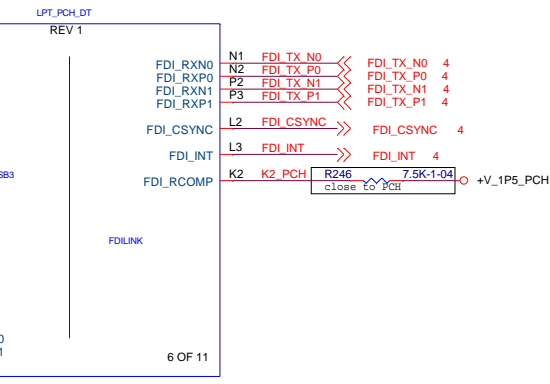 LPT_PCH_DT
REV 1
FDI_RXN0 N1 FDI_TX_N0 FDI_TX_N0 4
FDI_RXP0 N2 FDI_TX_P0 FDI_TX_P0 4
FDI_RXN1 P2 FDI_TX_N1 FDI_TX_N1 4
FDI_RXP1 P3 FDI_TX_P1 FDI_TX_P1 4
FDI_CSYNC L2 FDI_CSYNC FDI_CSYNC 4
FDI_INT L3 FDI_INT FDI_INT 4
SB3
FDI_RCOMP K2 K2_PCH R246 7.5K-1-04 +V_1P5_PCH
close to PCH
FDILINK
0
1
6 OF 11